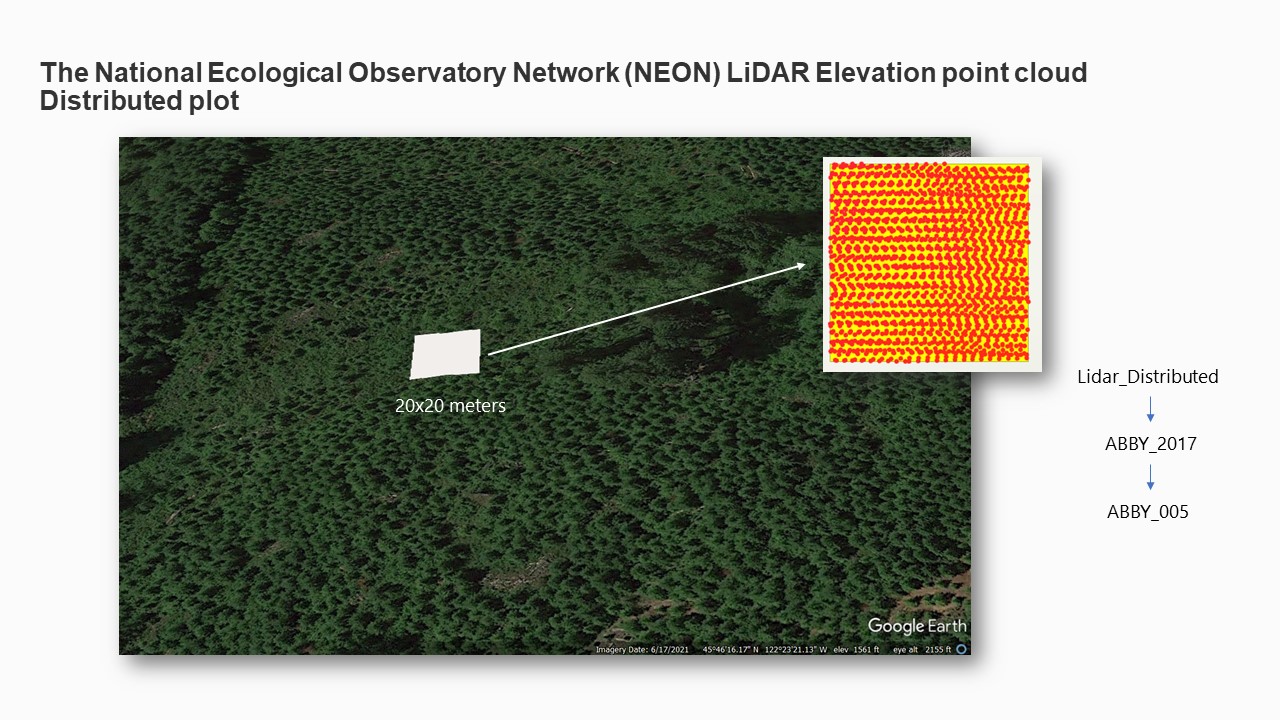 The National Ecological Observatory Network (NEON) LiDAR Elevation point cloud
Distributed plot
20x20 meters
Lidar_Distributed
ABBY_2017
ABBY_005
Google Earth
Imagery Date: 6/17/2021 45°46'16.17" N 122°23'21.13" W elev 1561 ft eye alt 2155 ft